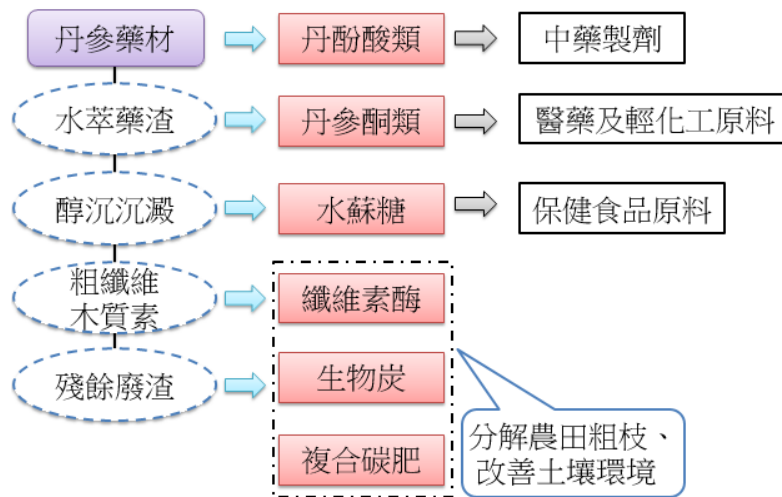 丹參藥材
丹酚酸類
中藥製劑
水萃藥渣
丹參酮類
醫藥及輕化工原料
醇沉沉澱
水蘇糖
保健食品原料
粗纖維
木質素
纖維素酶
殘餘廢渣
生物炭
複合碳肥
分解農田粗枝、
改善土壤環境